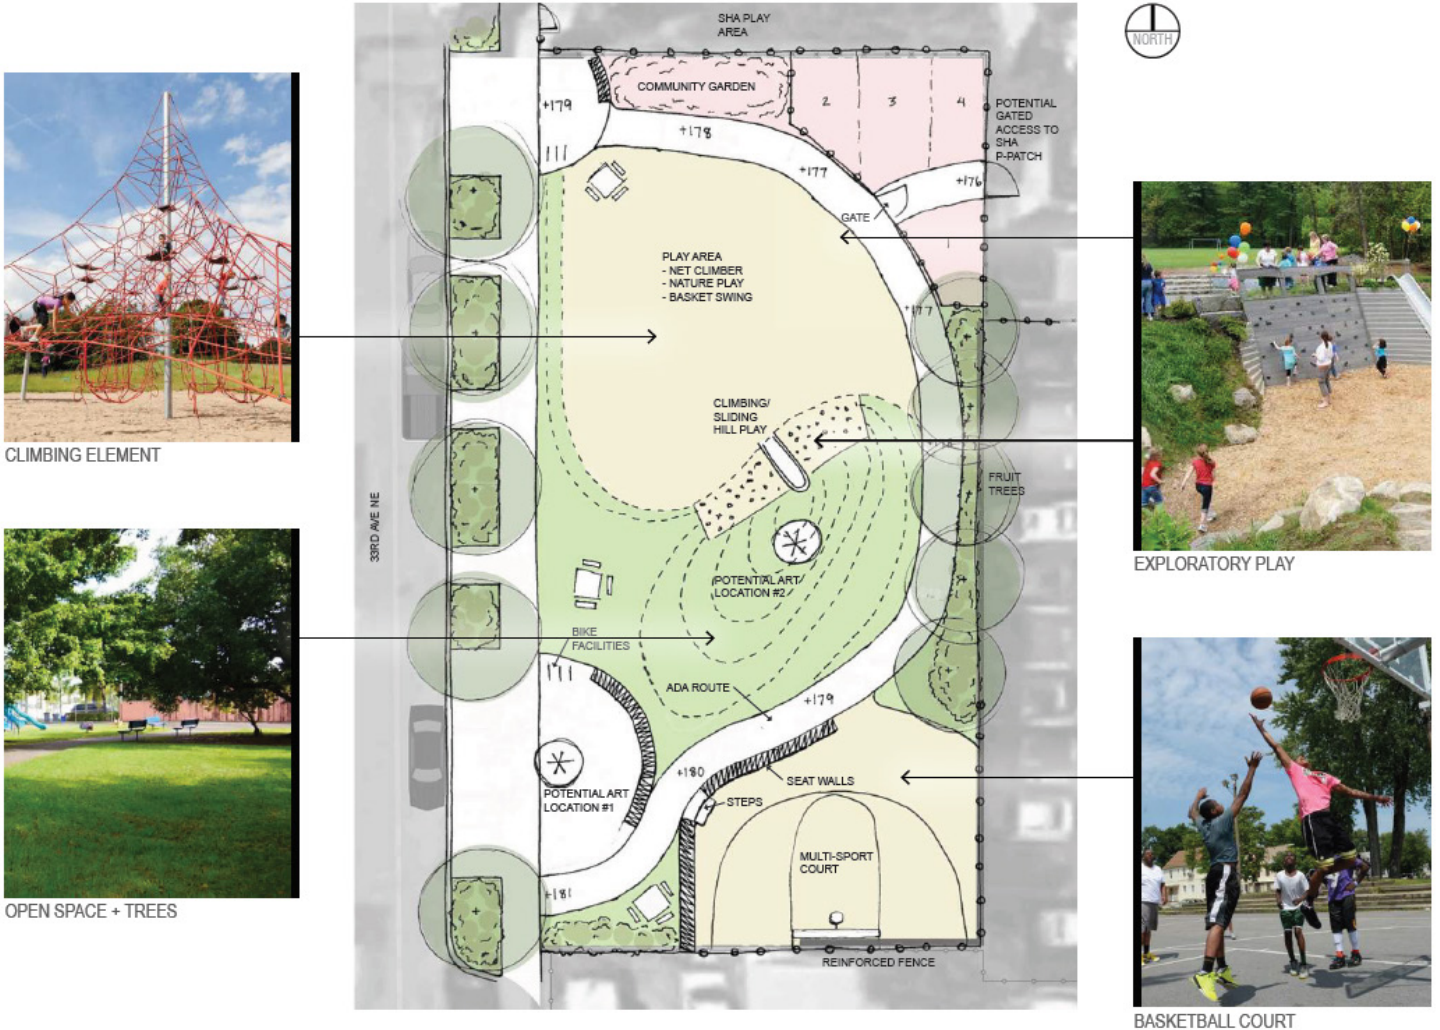 SHA PLAY
AREA
NORTH
COMMUNITY GARDEN
+179
+178
+177
+176
2
3
4
1
POTENTIAL
GATED
ACCESS TO
SHA
P-PATCH
GATE
PLAY AREA
- NET CLIMBER
- NATURE PLAY
- BASKET SWING
+177
CLIMBING/
SLIDING
HILL PLAY
+178
FRUIT
TREES
33RD AVE NE
POTENTIAL ART
LOCATION #2
BIKE
FACILITIES
ADA ROUTE
+179
+180
SEAT WALLS
STEPS
POTENTIAL ART
LOCATION #1
MULTI-SPORT
COURT
+181
REINFORCED FENCE
CLIMBING ELEMENT
OPEN SPACE + TREES
EXPLORATORY PLAY
BASKETBALL COURT